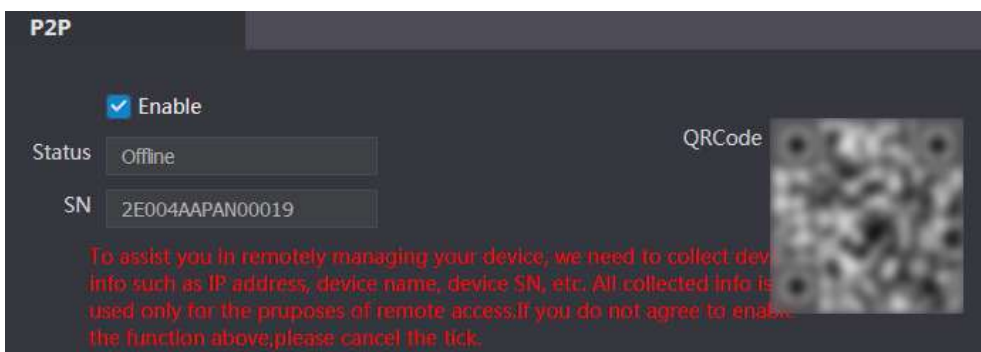 P2P
Enable
Status Offline
QRCode
SN 2E004AAPAN00019
To assist you in remotely managing your device, we need to collect dev
info such as IP address, device name, device SN, etc. All collected info is
used only for the pruposes of remote access.If you do not agree to enable
the function above,please cancel the tick.